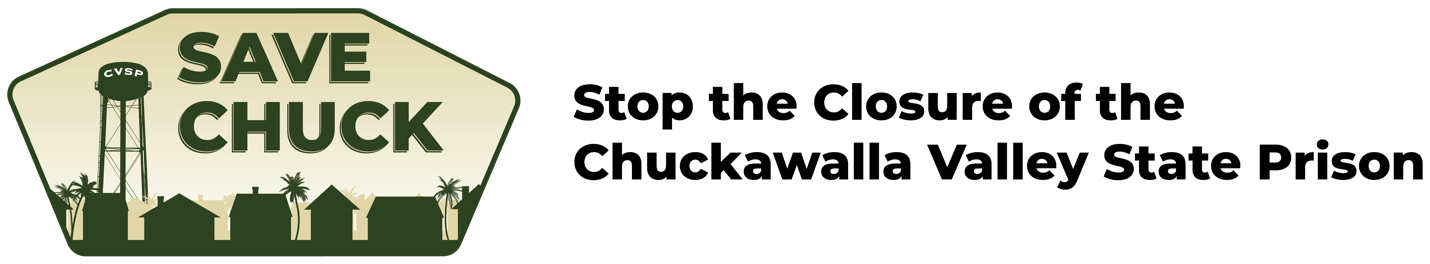 SAVE
CHUCK
CVSP
Stop the Closure of the
Chuckawalla Valley State Prison